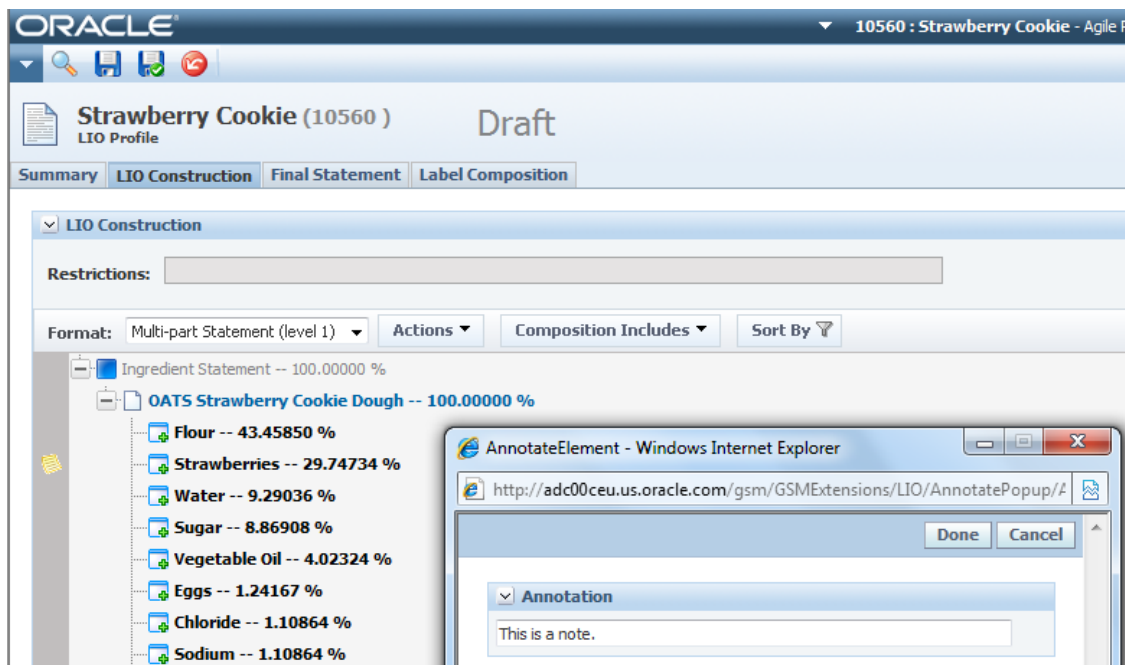 ORACLE
10560 : Strawberry Cookie - Agile
Strawberry Cookie (10560 )
LIO Profile
Draft
Summary LIO Construction Final Statement Label Composition
LIO Construction
Restrictions:
Format: Multi-part Statement (level 1) Actions Composition Includes Sort By
Ingredient Statement -- 100.00000 %
OATS Strawberry Cookie Dough -- 100.00000 %
Flour -- 43.45850 %
Strawberries -- 29.74734 %
Water -- 9.29036 %
Sugar -- 8.86908 %
Vegetable Oil -- 4.02324 %
Eggs -- 1.24167 %
Chloride -- 1.10864 %
Sodium -- 1.10864 %
AnnotateElement - Windows Internet Explorer
http://adc00ceu.us.oracle.com/gsm/GSMExtensions/LIO/AnnotatePopup/
Done Cancel
Annotation
This is a note.